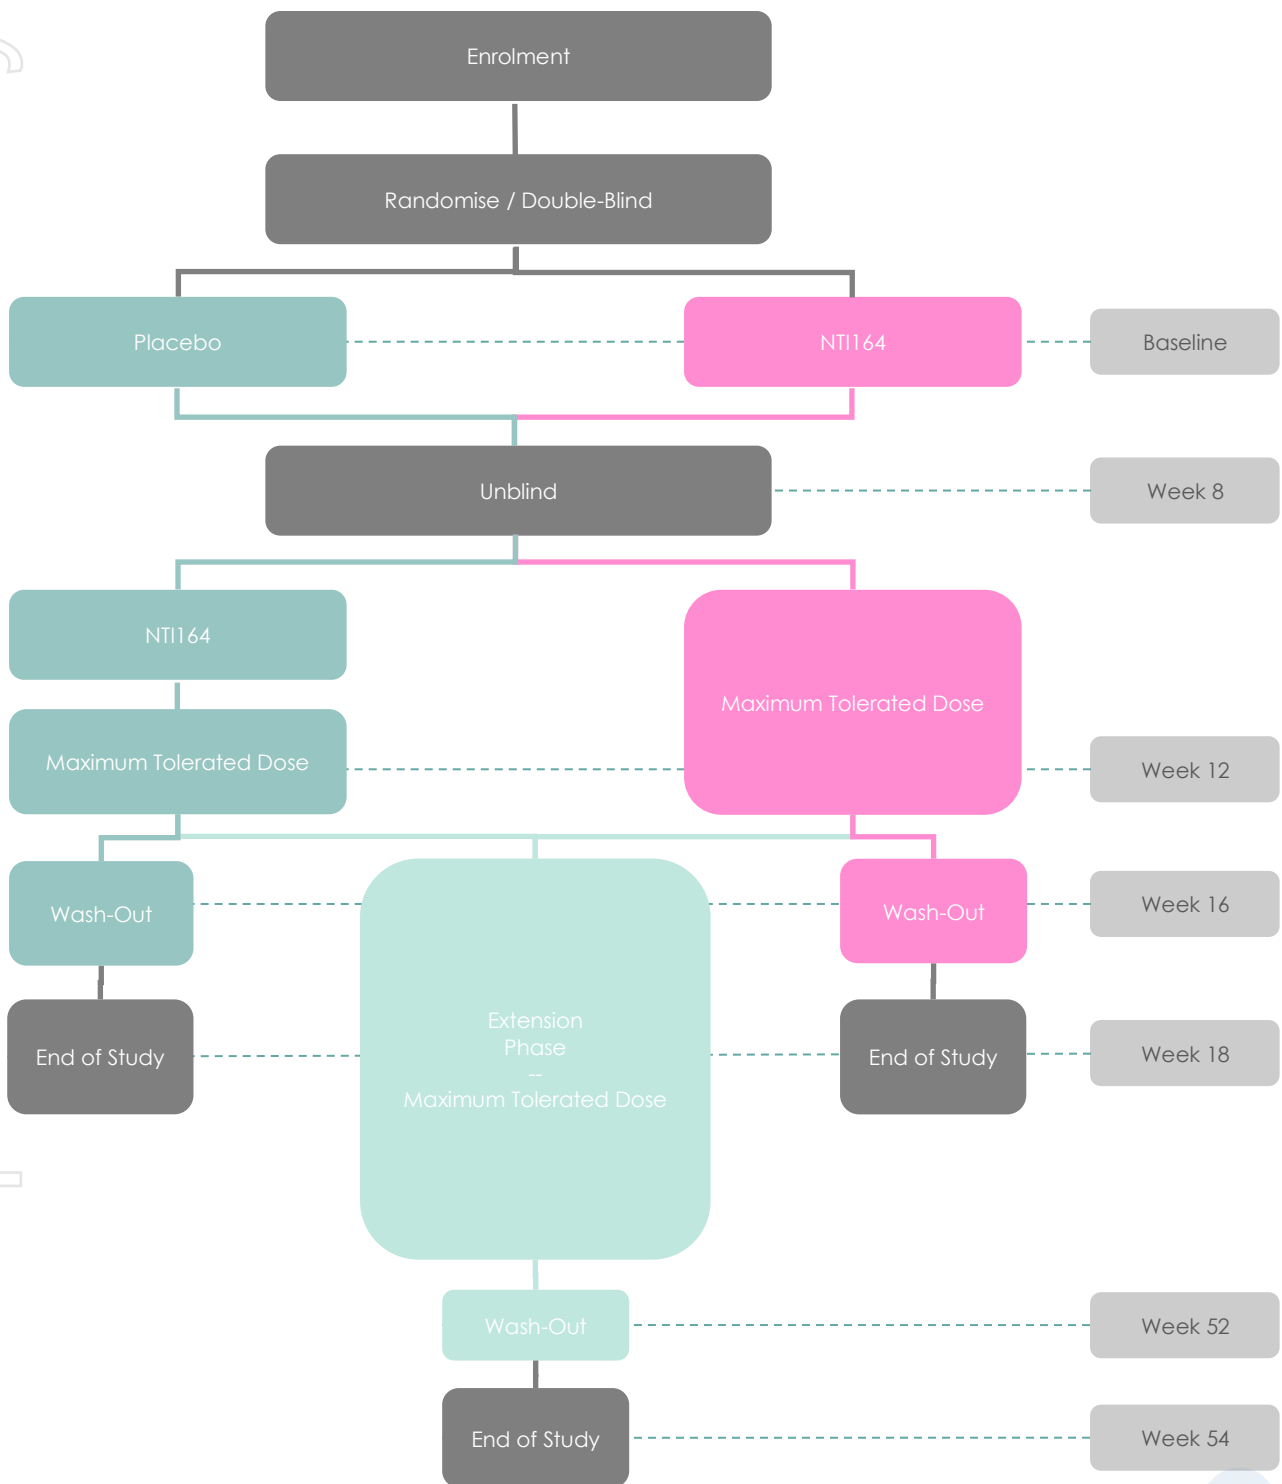 Enrolment
Randomise / Double-Blind
Placebo
NTI164
Baseline
Unblind
Week 8
NTI164
Maximum Tolerated Dose
Maximum Tolerated Dose
Week 12
Wash-Out
Wash-Out
Week 16
End of Study
Extension
Phase
--
Maximum Tolerated Dose
End of Study
Week 18
Wash-Out
Week 52
End of Study
Week 54